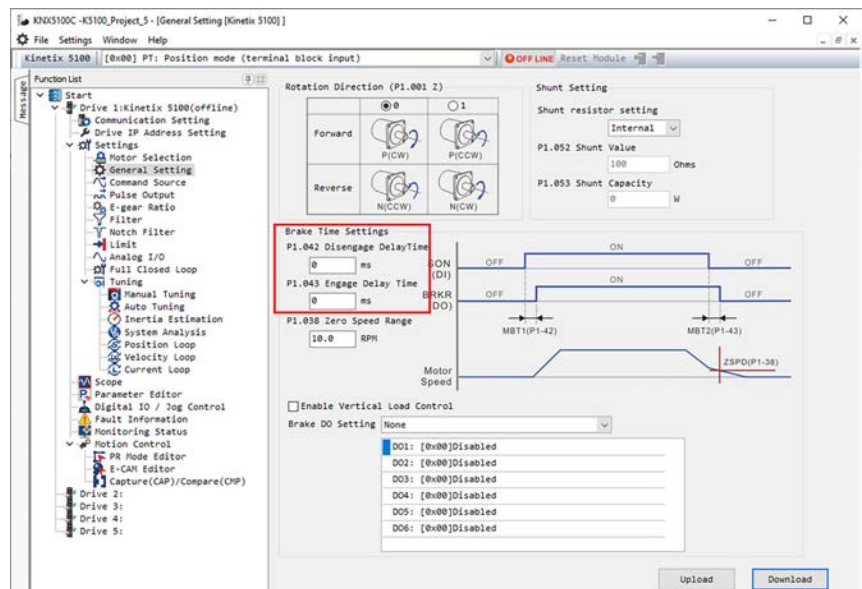 KNX5100C -K5100_Project_5 - [General Setting [Kinetix 5100] ]
File Settings Window Help
Kinetix 5100 [0x00] PT: Position mode (terminal block input) OFF LINE Reset Module
Message
Function List
Start
Drive 1:Kinetix 5100(offline)
Communication Setting
Drive IP Address Setting
Settings
Motor Selection
General Setting
Command Source
Pulse Output
E-gear Ratio
Filter
Notch Filter
Limit
Analog I/O
Full Closed Loop
Tuning
Manual Tuning
Auto Tuning
Inertia Estimation
System Analysis
Position Loop
Velocity Loop
Current Loop
Scope
Parameter Editor
Digital IO / Jog Control
Fault Information
Monitoring Status
Motion Control
PR Mode Editor
E-CAM Editor
Capture(CAP)/Compare(CMP)
Drive 2:
Drive 3:
Drive 4:
Drive 5:
Rotation Direction (P1.001 Z)
0 1
Forward
P(CW) P(CCW)
Reverse
N(CCW) N(CW)
Shunt Setting
Shunt resistor setting
Internal
P1.052 Shunt Value
100 Ohms
P1.053 Shunt Capacity
0 W
Brake Time Settings
P1.042 Disengage DelayTime
0 ms
P1.043 Engage Delay Time
0 ms
P1.038 Zero Speed Range
10.0 RPM
SON
(DI)
OFF ON OFF
BRKR
DO)
OFF ON OFF
MBT1(P1-42) MBT2(P1-43)
ZSPD(P1-38)
Motor
Speed
Enable Vertical Load Control
Brake DO Setting None
DO1: [0x00]Disabled
DO2: [0x00]Disabled
DO3: [0x00]Disabled
DO4: [0x00]Disabled
DO5: [0x00]Disabled
DO6: [0x00]Disabled
Upload Download